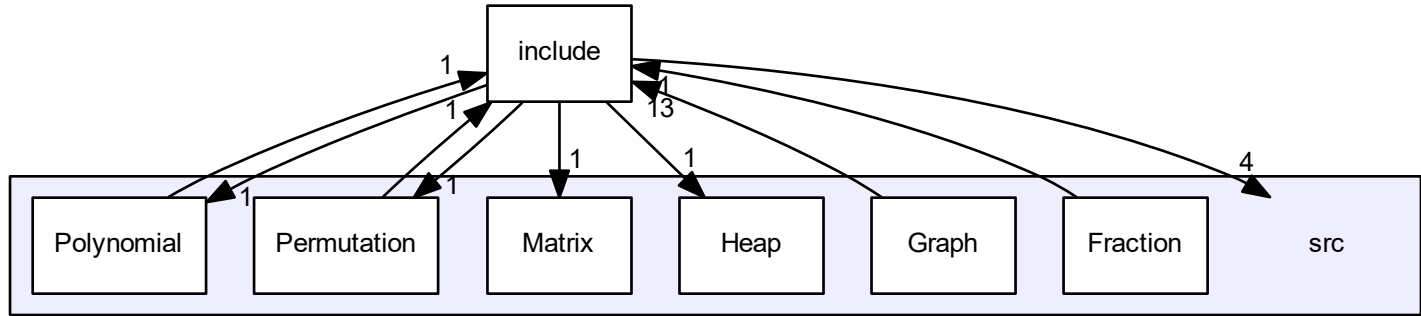 include
1
1
1
13
4
1
1
1
1
Polynomial
Permutation
Matrix
Heap
Graph
Fraction
src